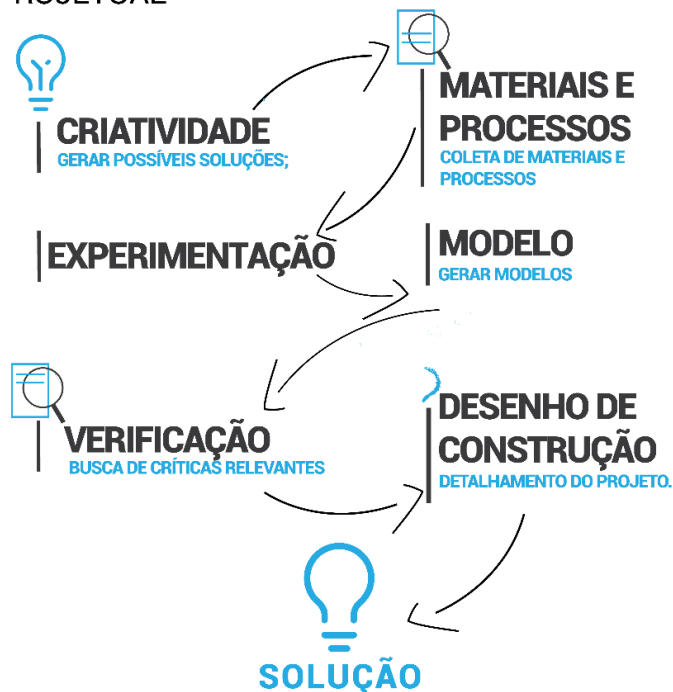 CRIATIVIDADE
GERAR POSSÍVEIS SOLUÇÕES;
MATERIAIS E
PROCESSOS
COLETA DE MATERIAIS E
PROCESSOS
EXPERIMENTAÇÃO
MODELO
GERAR MODELOS
VERIFICAÇÃO
BUSCA DE CRÍTICAS RELEVANTES
DESENHO DE
CONSTRUÇÃO
DETALHAMENTO DO PROJETO.
SOLUÇÃO